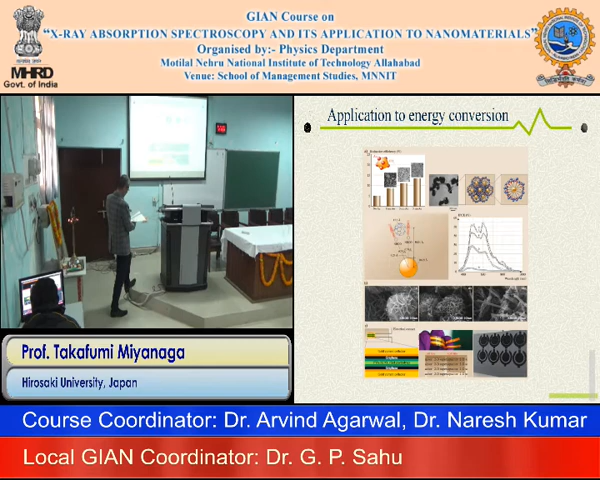 GIAN Course on
“X-RAY ABSORPTION SPECTROSCOPY AND ITS APPLICATION TO NANOMATERIALS”
Organised by:- Physics Department
Motilal Nehru National Institute of Technology Allahabad
Venue: School of Management Studies, MNNIT
MHRD
Govt. of India
Application to energy conversion
Prof. Takafumi Miyanaga
Hirosaki University, Japan
Course Coordinator: Dr. Arvind Agarwal, Dr. Naresh Kumar
Local GIAN Coordinator: Dr. G. P. Sahu